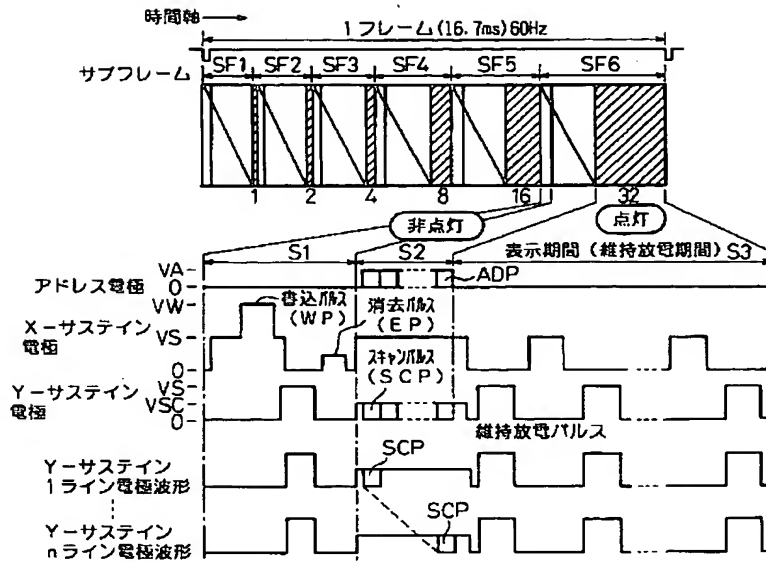 時間軸
1フレーム(16.7ms)60Hz
サブフレーム
SF1 SF2 SF3 SF4 SF5 SF6
1 2 4 8 16 32
非点灯 点灯
S1 S2 表示期間(維持放電期間) S3
アドレス電極
VA
0
ADP
X-サステイン
電極
VW
VS
0
書込パルス
(WP)
消去パルス
(EP)
スキャンパルス
(SCP)
Y-サステイン
電極
VS
VSC
0
維持放電パルス
Y-サステイン
1ライン電極波形
SCP
Y-サステイン
nライン電極波形
SCP